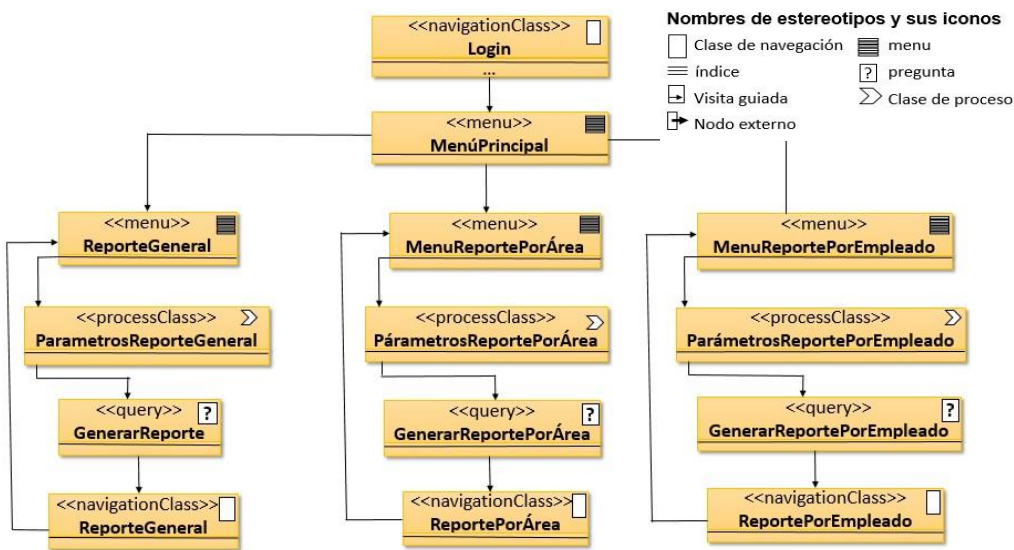 <<navigationClass>>
Login
...
Nombres de estereotipos y sus iconos
Clase de navegación
menu
índice
? pregunta
Visita guiada
Clase de proceso
Nodo externo
<<menu>>
MenúPrincipal
<<menu>>
ReporteGeneral
<<menu>>
MenuReportePorÁrea
<<menu>>
MenuReportePorEmpleado
<<processClass>>
ParametrosReporteGeneral
<<processClass>>
PárametrosReportePorÁrea
<<processClass>>
ParámetrosReportePorEmpleado
<<query>> ?
GenerarReporte
<<query>> ?
GenerarReportePorÁrea
<<query>> ?
GenerarReportePorEmpleado
<<navigationClass>>
ReporteGeneral
<<navigationClass>>
ReportePorÁrea
<<navigationClass>>
ReportePorEmpleado